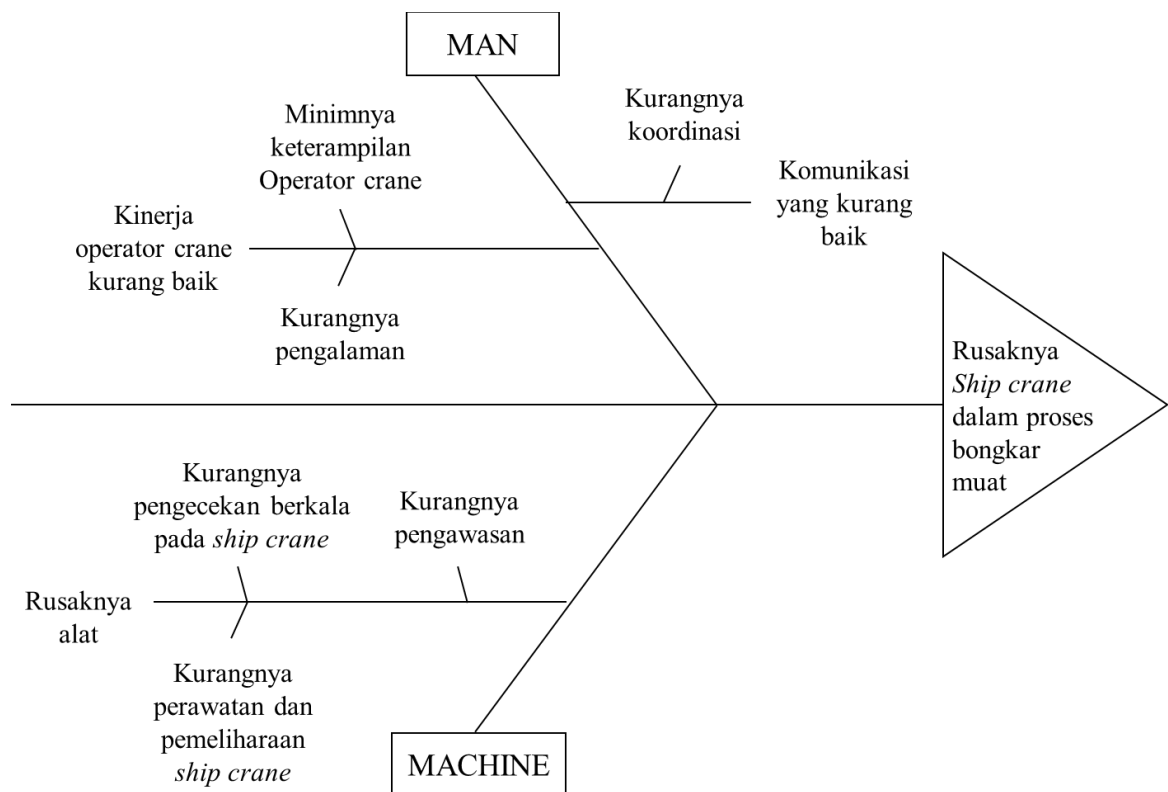 MAN
Minimnya
keterampilan
Operator crane
Kurangnya
koordinasi
Komunikasi
yang kurang
baik
Kinerja
operator crane
kurang baik
Kurangnya
pengalaman
Rusaknya
Ship crane
dalam proses
bongkar
muat
Kurangnya
pengecekan berkala
pada ship crane
Kurangnya
pengawasan
Rusaknya
alat
Kurangnya
perawatan dan
pemeliharaan
ship crane
MACHINE